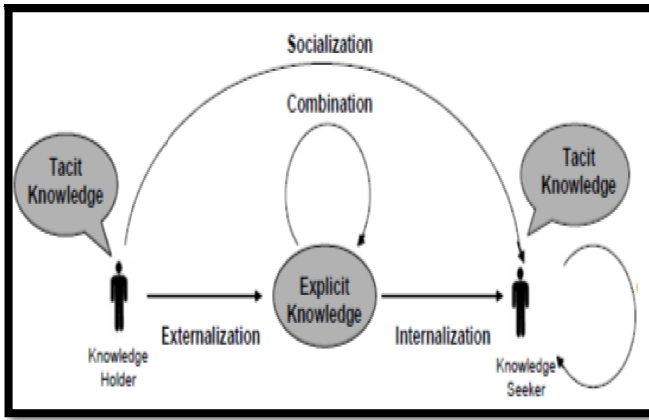 Socialization
Combination
Tacit
Knowledge
Tacit
Knowledge
Explicit
Knowledge
Externalization
Internalization
Knowledge
Holder
Knowledge
Seeker